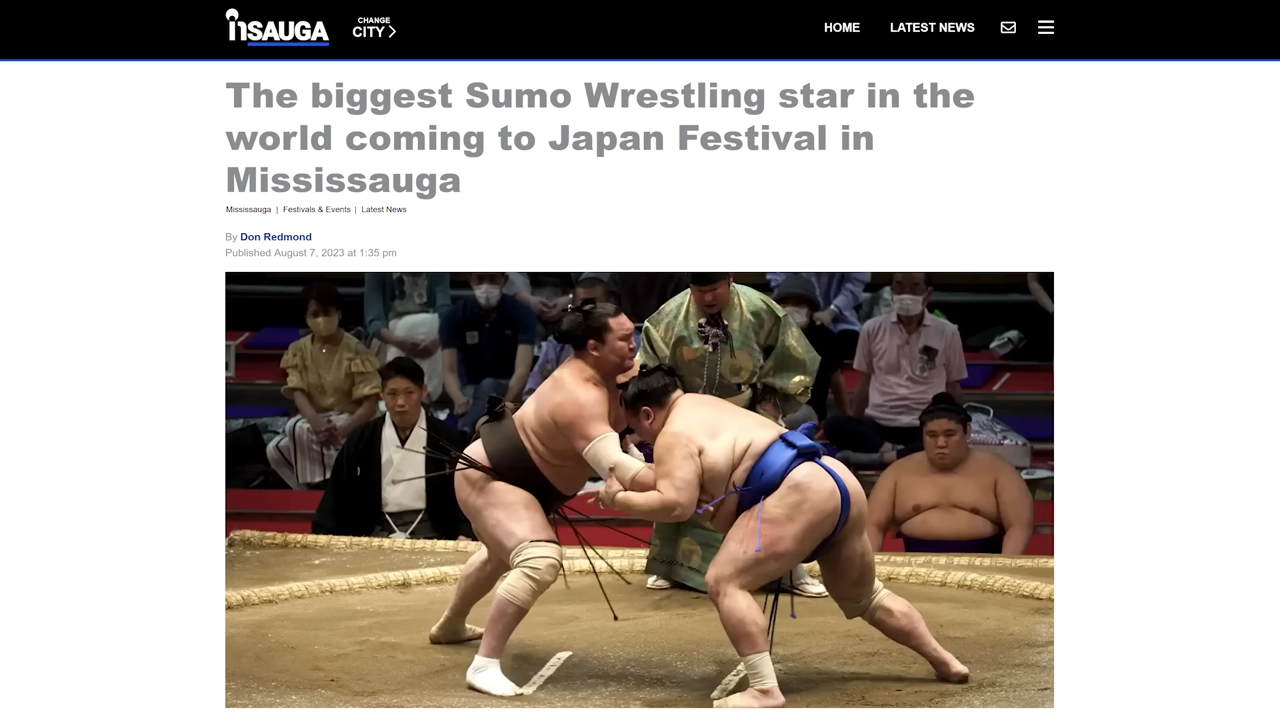 inSAUGA
CHANGE
CITY
HOME
LATEST NEWS
The biggest Sumo Wrestling star in the
world coming to Japan Festival in
Mississauga
Mississauga | Festivals & Events | Latest News
By Don Redmond
Published August 7, 2023 at 1:35 pm